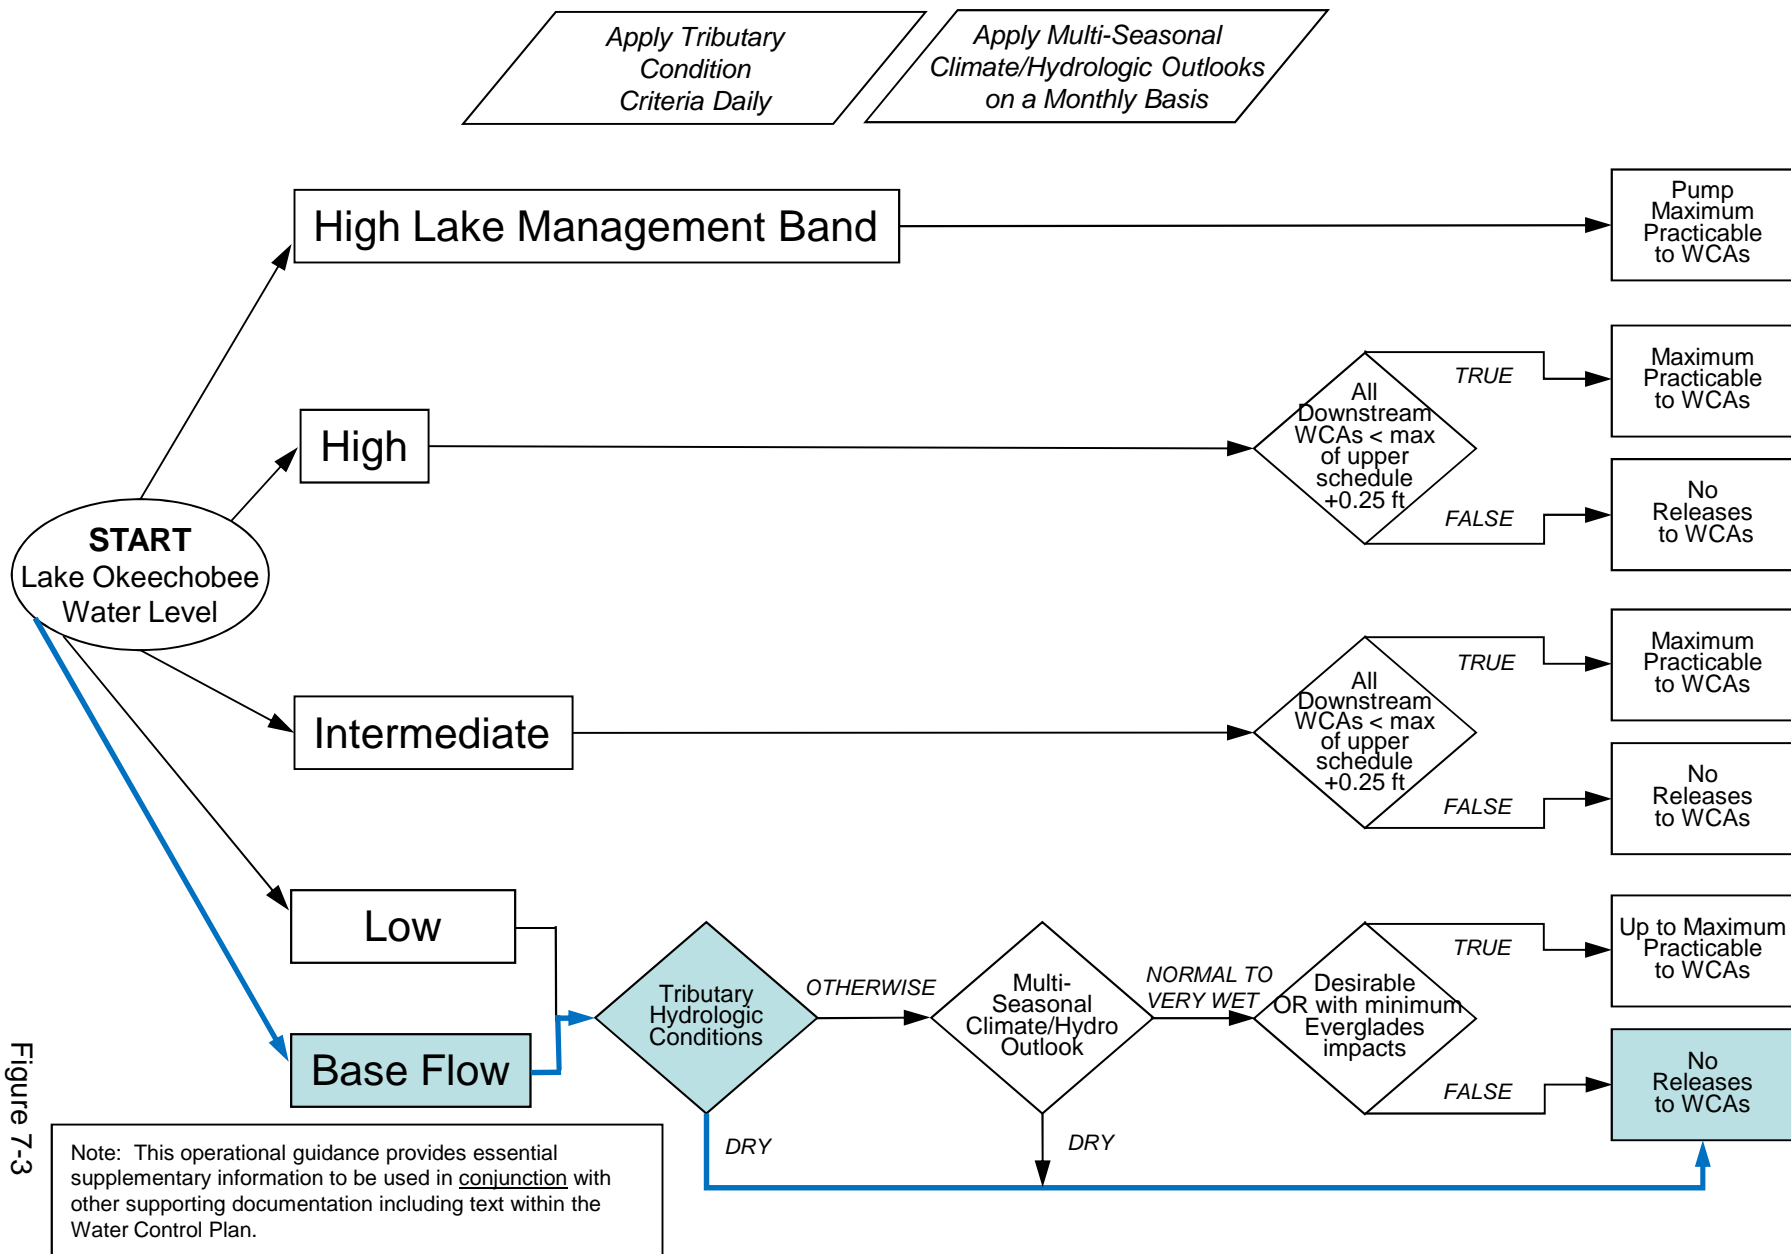 Apply Tributary
Condition
Criteria Daily
Apply Multi-Seasonal
Climate/Hydrologic Outlooks
on a Monthly Basis
High Lake Management Band
Pump
Maximum
Practicable
to WCAs
High
All
Downstream
WCAs < max
of upper
schedule
+0.25 ft
TRUE
Maximum
Practicable
to WCAs
FALSE
No
Releases
to WCAs
START
Lake Okeechobee
Water Level
Intermediate
All
Downstream
WCAs < max
of upper
schedule
+0.25 ft
TRUE
Maximum
Practicable
to WCAs
FALSE
No
Releases
to WCAs
Low
Base Flow
Tributary
Hydrologic
Conditions
OTHERWISE
DRY
Multi-
Seasonal
Climate/Hydro
Outlook
NORMAL TO
VERY WET
DRY
Desirable
OR with minimum
Everglades
impacts
TRUE
Up to Maximum
Practicable
to WCAs
FALSE
No
Releases
to WCAs
Figure 7-3
Note: This operational guidance provides essential
supplementary information to be used in conjunction with
other supporting documentation including text within the
Water Control Plan.